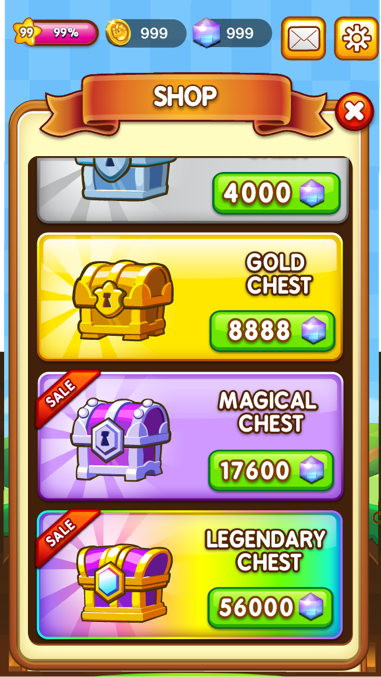 99 99% 999 999
SHOP
4000
GOLD
CHEST
8888
SALE
MAGICAL
CHEST
17600
SALE
LEGENDARY
CHEST
56000